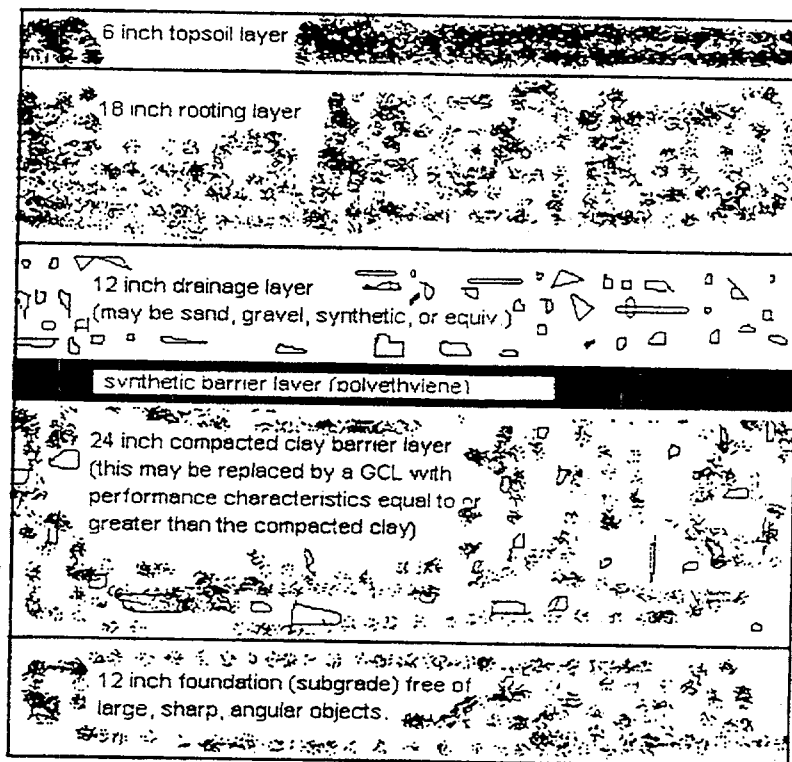 6 inch topsoil layer
18 inch rooting layer
12 inch drainage layer
(may be sand, gravel, synthetic, or equiv.)
synthetic barrier layer (polyethylene)
24 inch compacted clay barrier layer
(this may be replaced by a GCL with
performance characteristics equal to or
greater than the compacted clay)
12 inch foundation (subgrade) free of
large, sharp, angular objects.